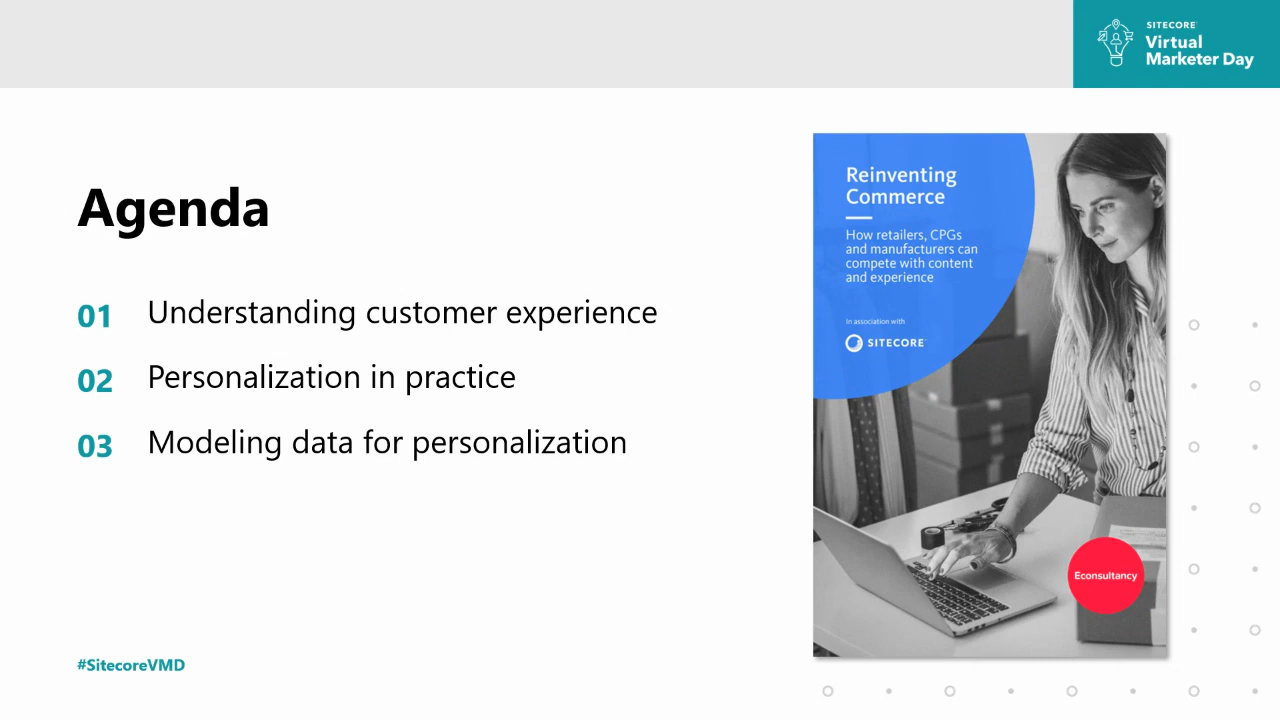 SITECORE
Virtual
Marketer Day
Agenda
01 Understanding customer experience
02 Personalization in practice
03 Modeling data for personalization
#SitecoreVMD
Reinventing
Commerce
How retailers, CPGs
and manufacturers can
compete with content
and experience
In association with
SITECORE
Econsultancy